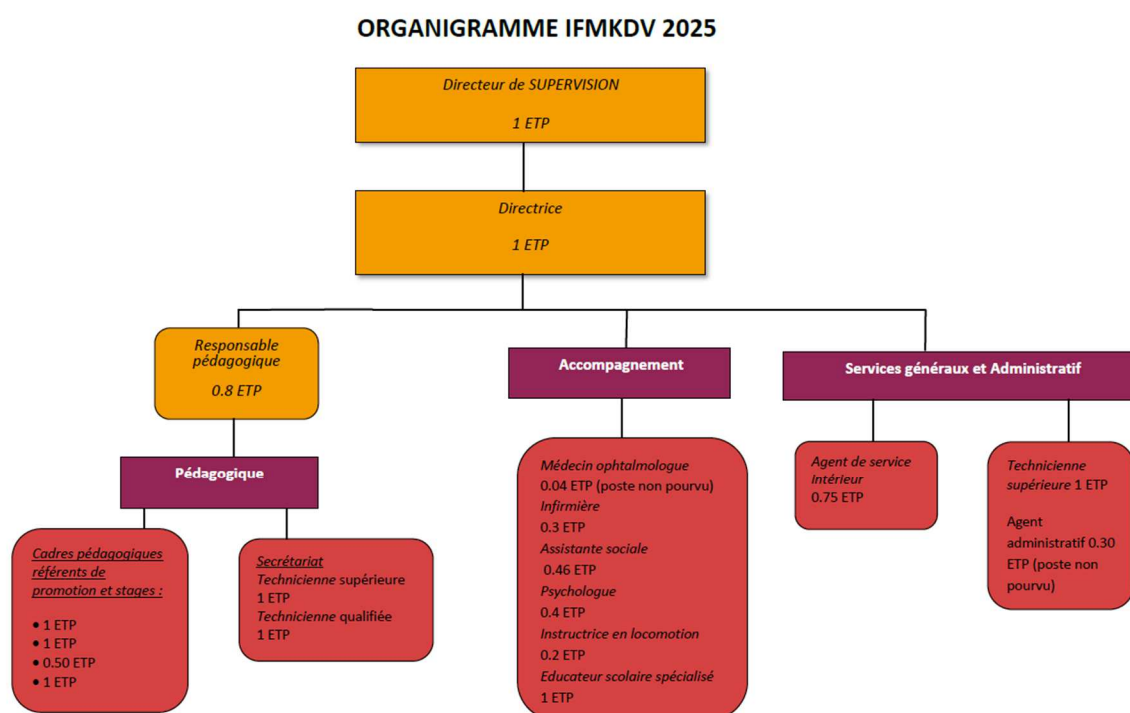 ORGANIGRAMME IFMKDV 2025
Directeur de SUPERVISION
1 ETP
Directrice
1 ETP
Responsable
pédagogique
0.8 ETP
Pédagogique
Cadres pédagogiques
référents de
promotion et stages :
• 1 ETP
• 1 ETP
• 0.50 ETP
• 1 ETP
Secrétariat
Technicienne supérieure
1 ETP
Technicienne qualifiée
1 ETP
Accompagnement
Médecin ophtalmologue
0.04 ETP (poste non pourvu)
Infirmière
0.3 ETP
Assistante sociale
0.46 ETP
Psychologue
0.4 ETP
Instructrice en locomotion
0.2 ETP
Educateur scolaire spécialisé
1 ETP
Services généraux et Administratif
Agent de service
Intérieur
0.75 ETP
Technicienne
supérieure 1 ETP
Agent
administratif 0.30
ETP (poste non
pourvu)